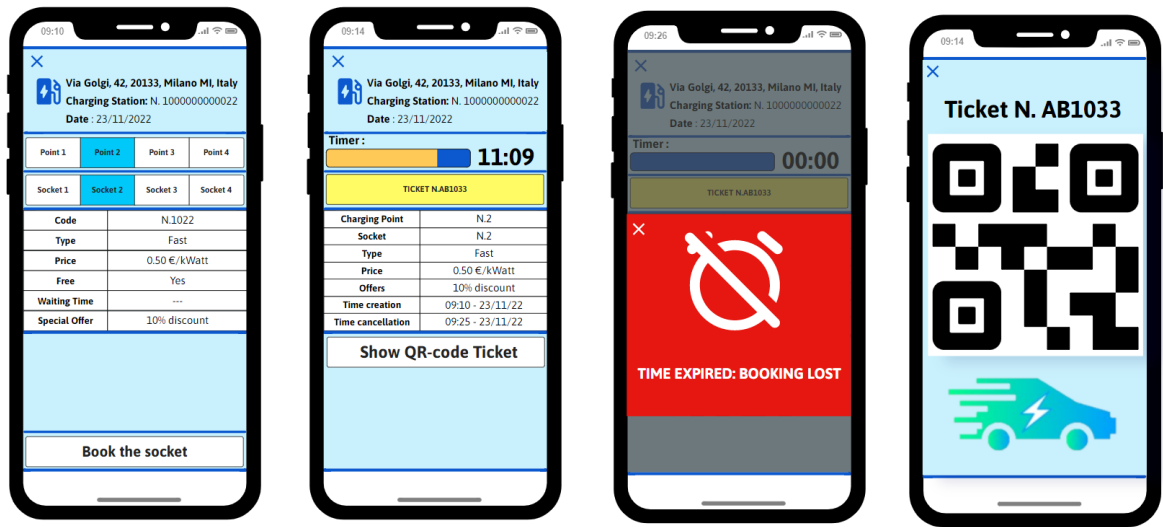 09:10
Via Golgi, 42, 20133, Milano MI, Italy
Charging Station: N. 1000000000022
Date : 23/11/2022
Point 1 Point 2 Point 3 Point 4
Socket 1 Socket 2 Socket 3 Socket 4
Code N.1022
Type Fast
Price 0.50 €/kWatt
Free Yes
Waiting Time ---
Special Offer 10% discount
Book the socket
09:14
Via Golgi, 42, 20133, Milano MI, Italy
Charging Station: N. 1000000000022
Date : 23/11/2022
Timer :
11:09
TICKET N.AB1033
Charging Point N.2
Socket N.2
Type Fast
Price 0.50 €/kWatt
Offers 10% discount
Time creation 09:10 - 23/11/22
Time cancellation 09:25 - 23/11/22
Show QR-code Ticket
09:26
Via Golgi, 42, 20133, Milano MI, Italy
Charging Station: N. 1000000000022
Date : 23/11/2022
Timer :
00:00
TICKET N.AB1033
TIME EXPIRED: BOOKING LOST
09:14
Ticket N. AB1033